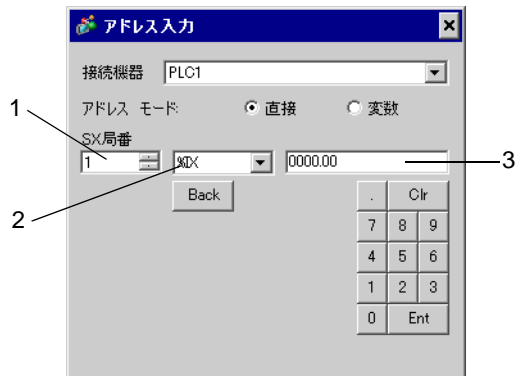 アドレス入力
接続機器 PLC1
アドレス モード: 直接 変数
SX局番
1 %IX 0000.00
Back . Clr
7 8 9
4 5 6
1 2 3
0 Ent
1
2
3